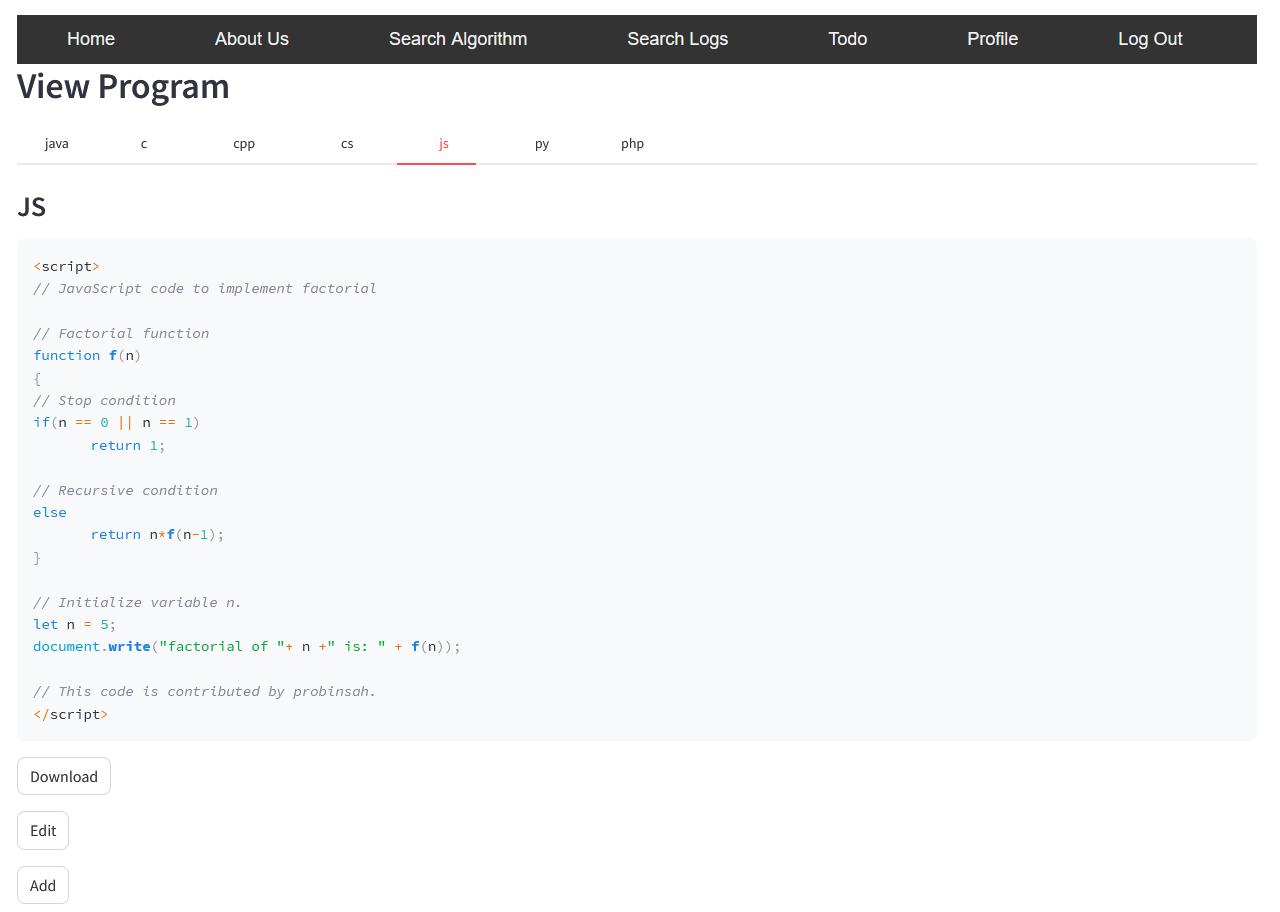 Home About Us Search Algorithm Search Logs Todo Profile Log Out
View Program
java c cpp cs js py php
JS
<script>
// JavaScript code to implement factorial
// Factorial function
function f(n)
{
// Stop condition
if(n == 0 || n == 1)
return 1;
// Recursive condition
else
return n*f(n-1);
}
// Initialize variable n.
let n = 5;
document.write("factorial of "+ n +" is: " + f(n));
// This code is contributed by probinsah.
</script>
Download
Edit
Add